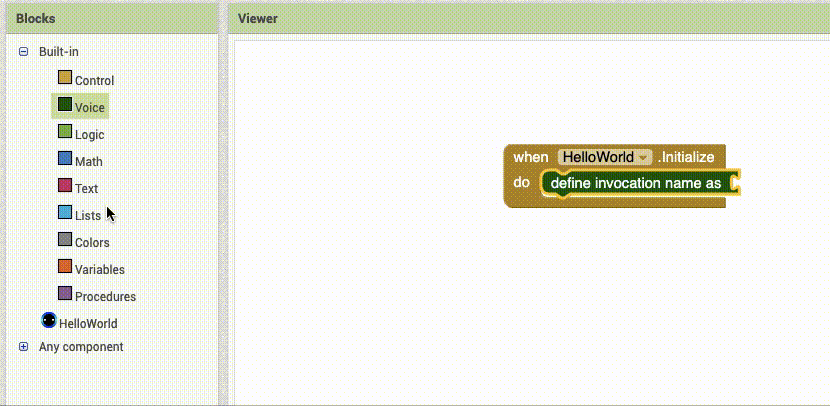 Blocks
Viewer
Built-in
Control
Voice
Logic
Math
Text
Lists
Colors
Variables
Procedures
HelloWorld
Any component
when HelloWorld .Initialize
do define invocation name as